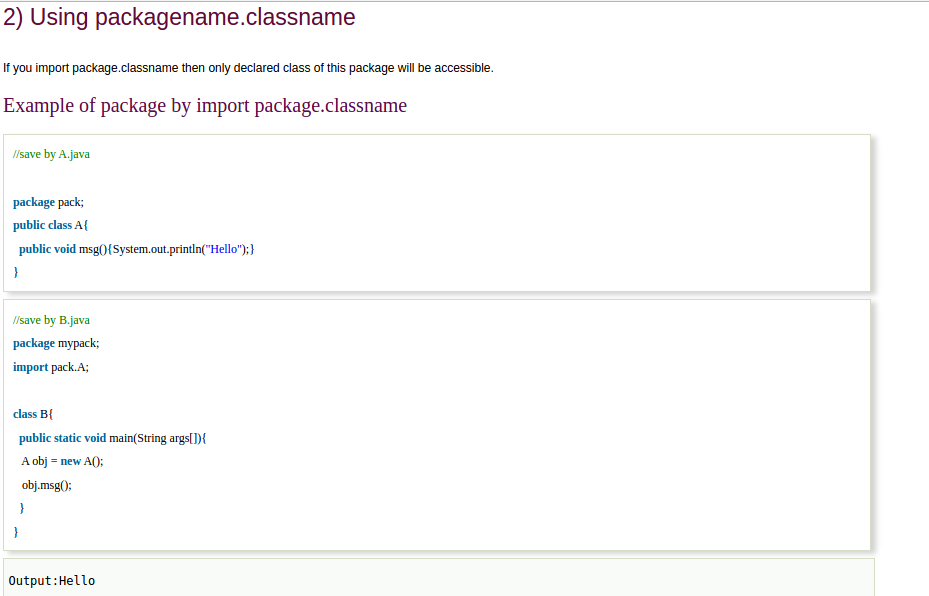 2) Using packagename.classname
If you import package.classname then only declared class of this package will be accessible.
Example of package by import package.classname
//save by A.java
package pack;
public class A{
  public void msg(){System.out.println("Hello");}
}
//save by B.java
package mypack;
import pack.A;
class B{
  public static void main(String args[]){
   A obj = new A();
   obj.msg();
  }
}
Output:Hello